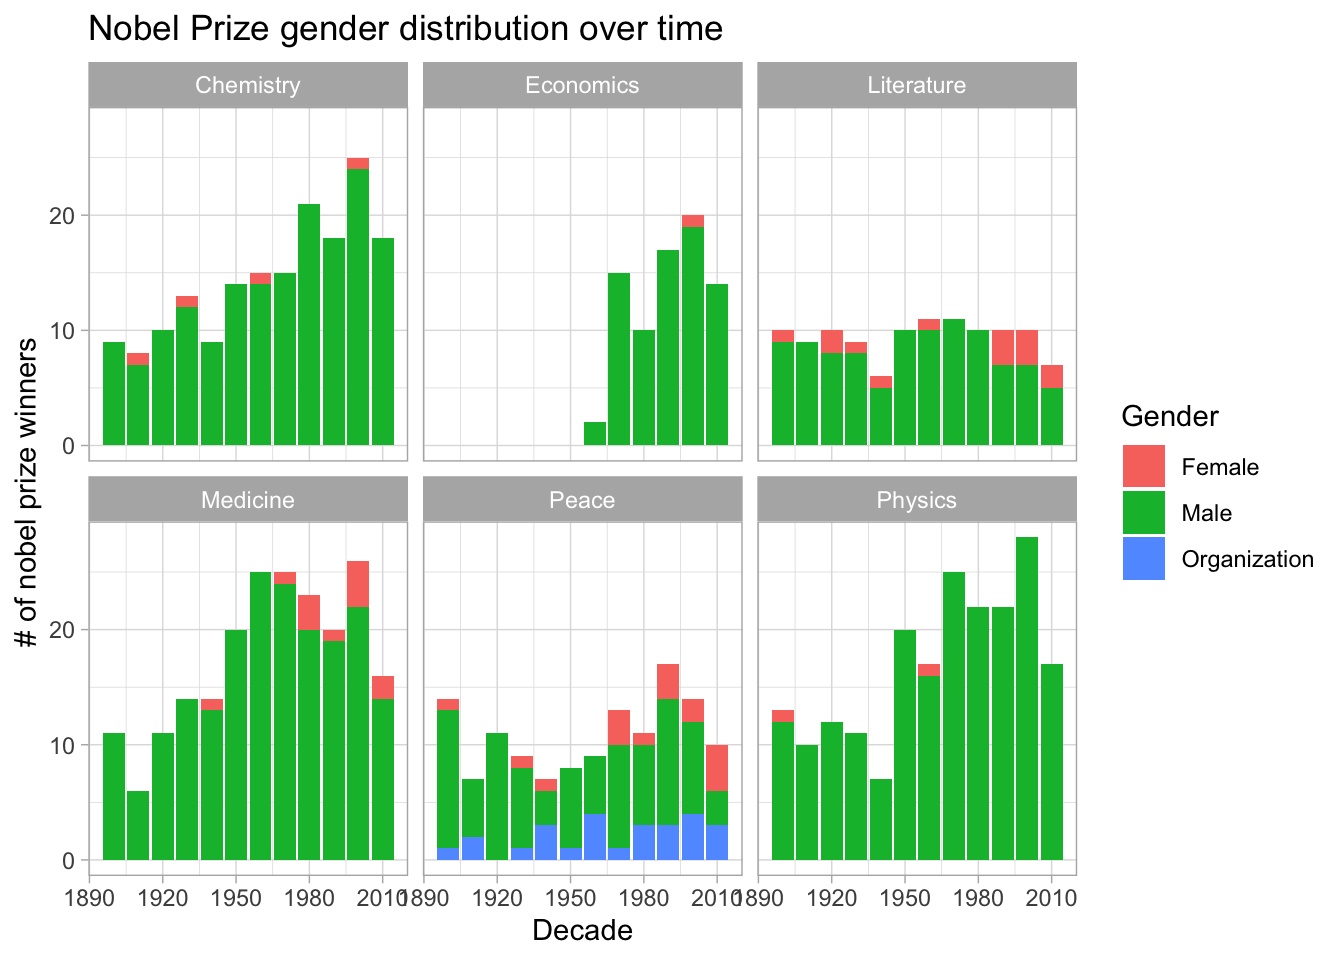 Nobel Prize gender distribution over time
Chemistry
Economics
Literature
20
10
0
Medicine
Peace
Physics
20
10
0
1890 1920 1950 1980 2010
1890 1920 1950 1980 2010
1890 1920 1950 1980 2010
# of nobel prize winners
Decade
Gender
Female
Male
Organization